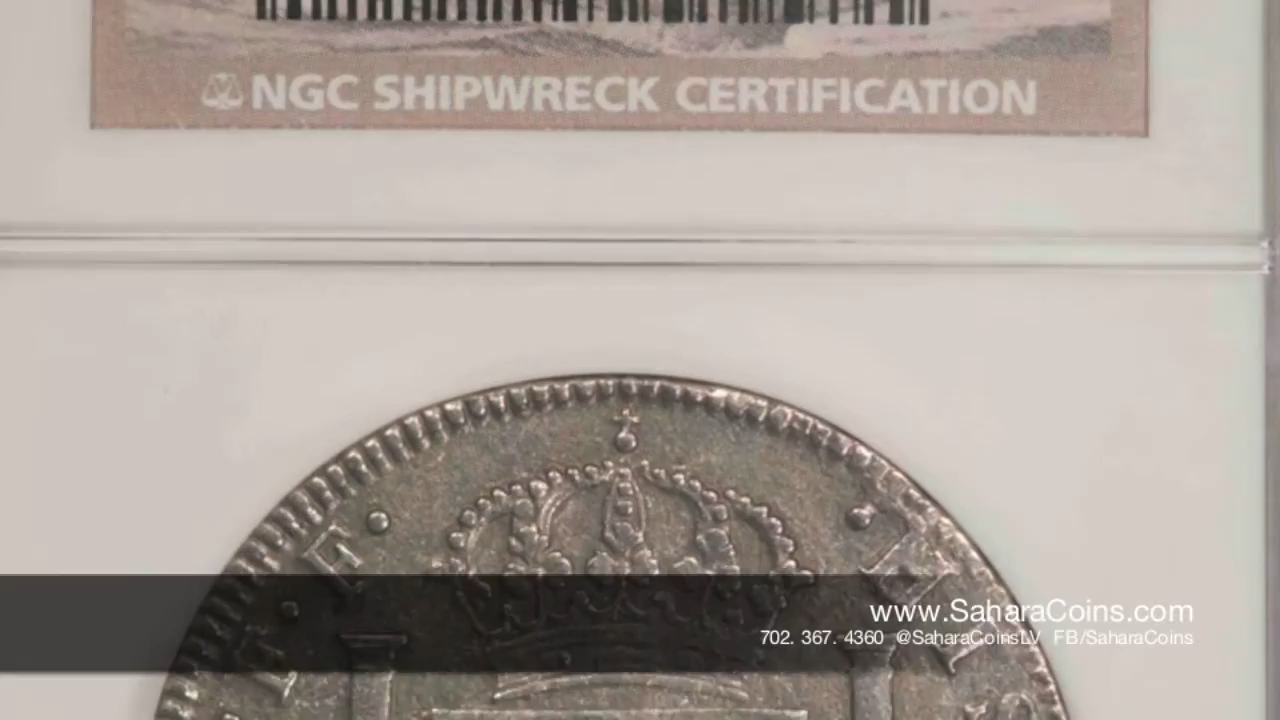 NGC SHIPWRECK CERTIFICATION
F
www.SaharaCoins.com
702. 367. 4360 @SaharaCoinsLV FB/SaharaCoins